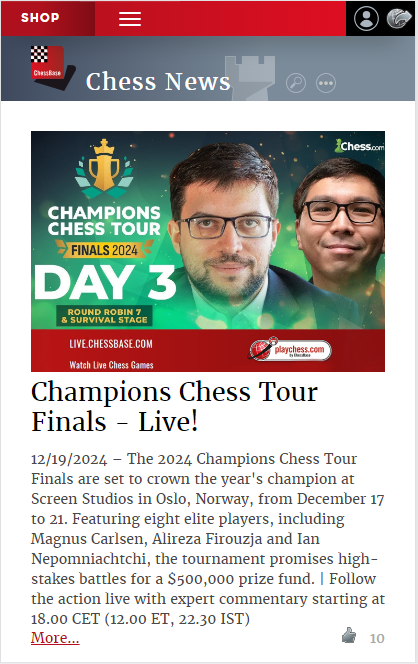 SHOP
ChessBase
Chess News
Chess.com
CHAMPIONS
CHESS TOUR
FINALS 2024
DAY 3
ROUND ROBIN 7
& SURVIVAL STAGE
LIVE.CHESSBASE.COM
playchess.com
by ChessBase
Watch Live Chess Games
Champions Chess Tour
Finals - Live!
12/19/2024 – The 2024 Champions Chess Tour
Finals are set to crown the year's champion at
Screen Studios in Oslo, Norway, from December 17
to 21. Featuring eight elite players, including
Magnus Carlsen, Alireza Firouzja and Ian
Nepomniachtchi, the tournament promises high-
stakes battles for a $500,000 prize fund. | Follow
the action live with expert commentary starting at
18.00 CET (12.00 ET, 22.30 IST)
More...
10